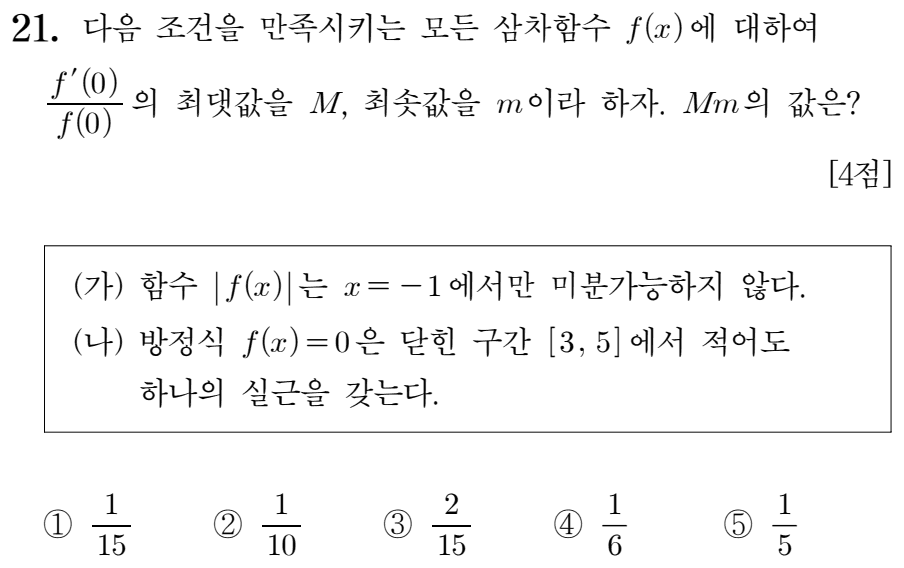 21. 다음 조건을 만족시키는 모든 삼차함수 f(x)에 대하여
f′(0)/f(0)의 최댓값을 M, 최솟값을 m이라 하자. Mm의 값은?
[4점]
(가) 함수 |f(x)|는 x=−1에서만 미분가능하지 않다.
(나) 방정식 f(x)=0은 닫힌 구간 [3, 5]에서 적어도
하나의 실근을 갖는다.
① 1/15 ② 1/10 ③ 2/15 ④ 1/6 ⑤ 1/5